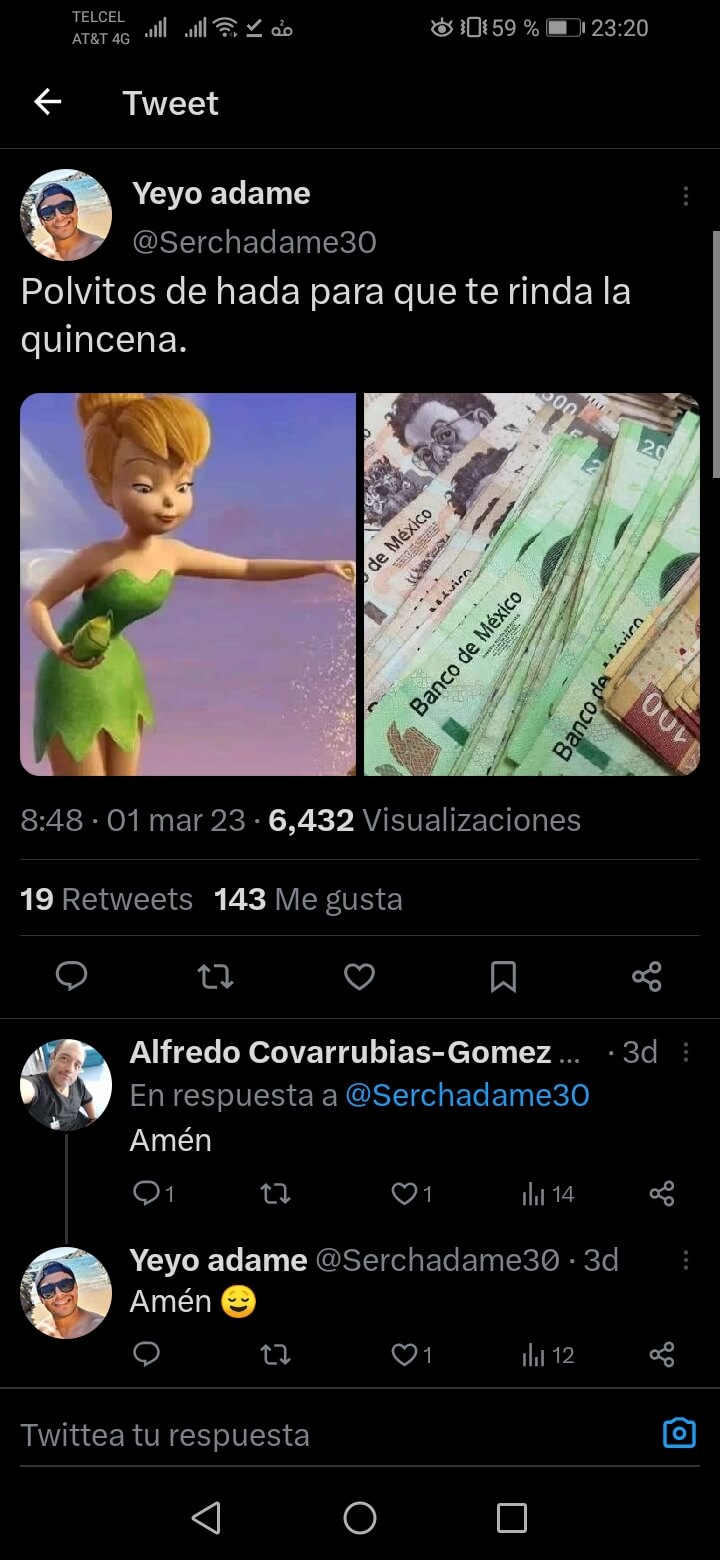 TELCEL
AT&T 4G
59 %
23:20
Tweet
Yeyo adame
@Serchadame30
Polvitos de hada para que te rinda la
quincena.
500
20
de México
Banco de México
Banco de México
100
8:48 · 01 mar 23 · 6,432 Visualizaciones
19 Retweets 143 Me gusta
Alfredo Covarrubias-Gomez ... · 3d
En respuesta a @Serchadame30
Amén
1 1 14
Yeyo adame @Serchadame30 · 3d
Amén 😌
1 12
Twittea tu respuesta